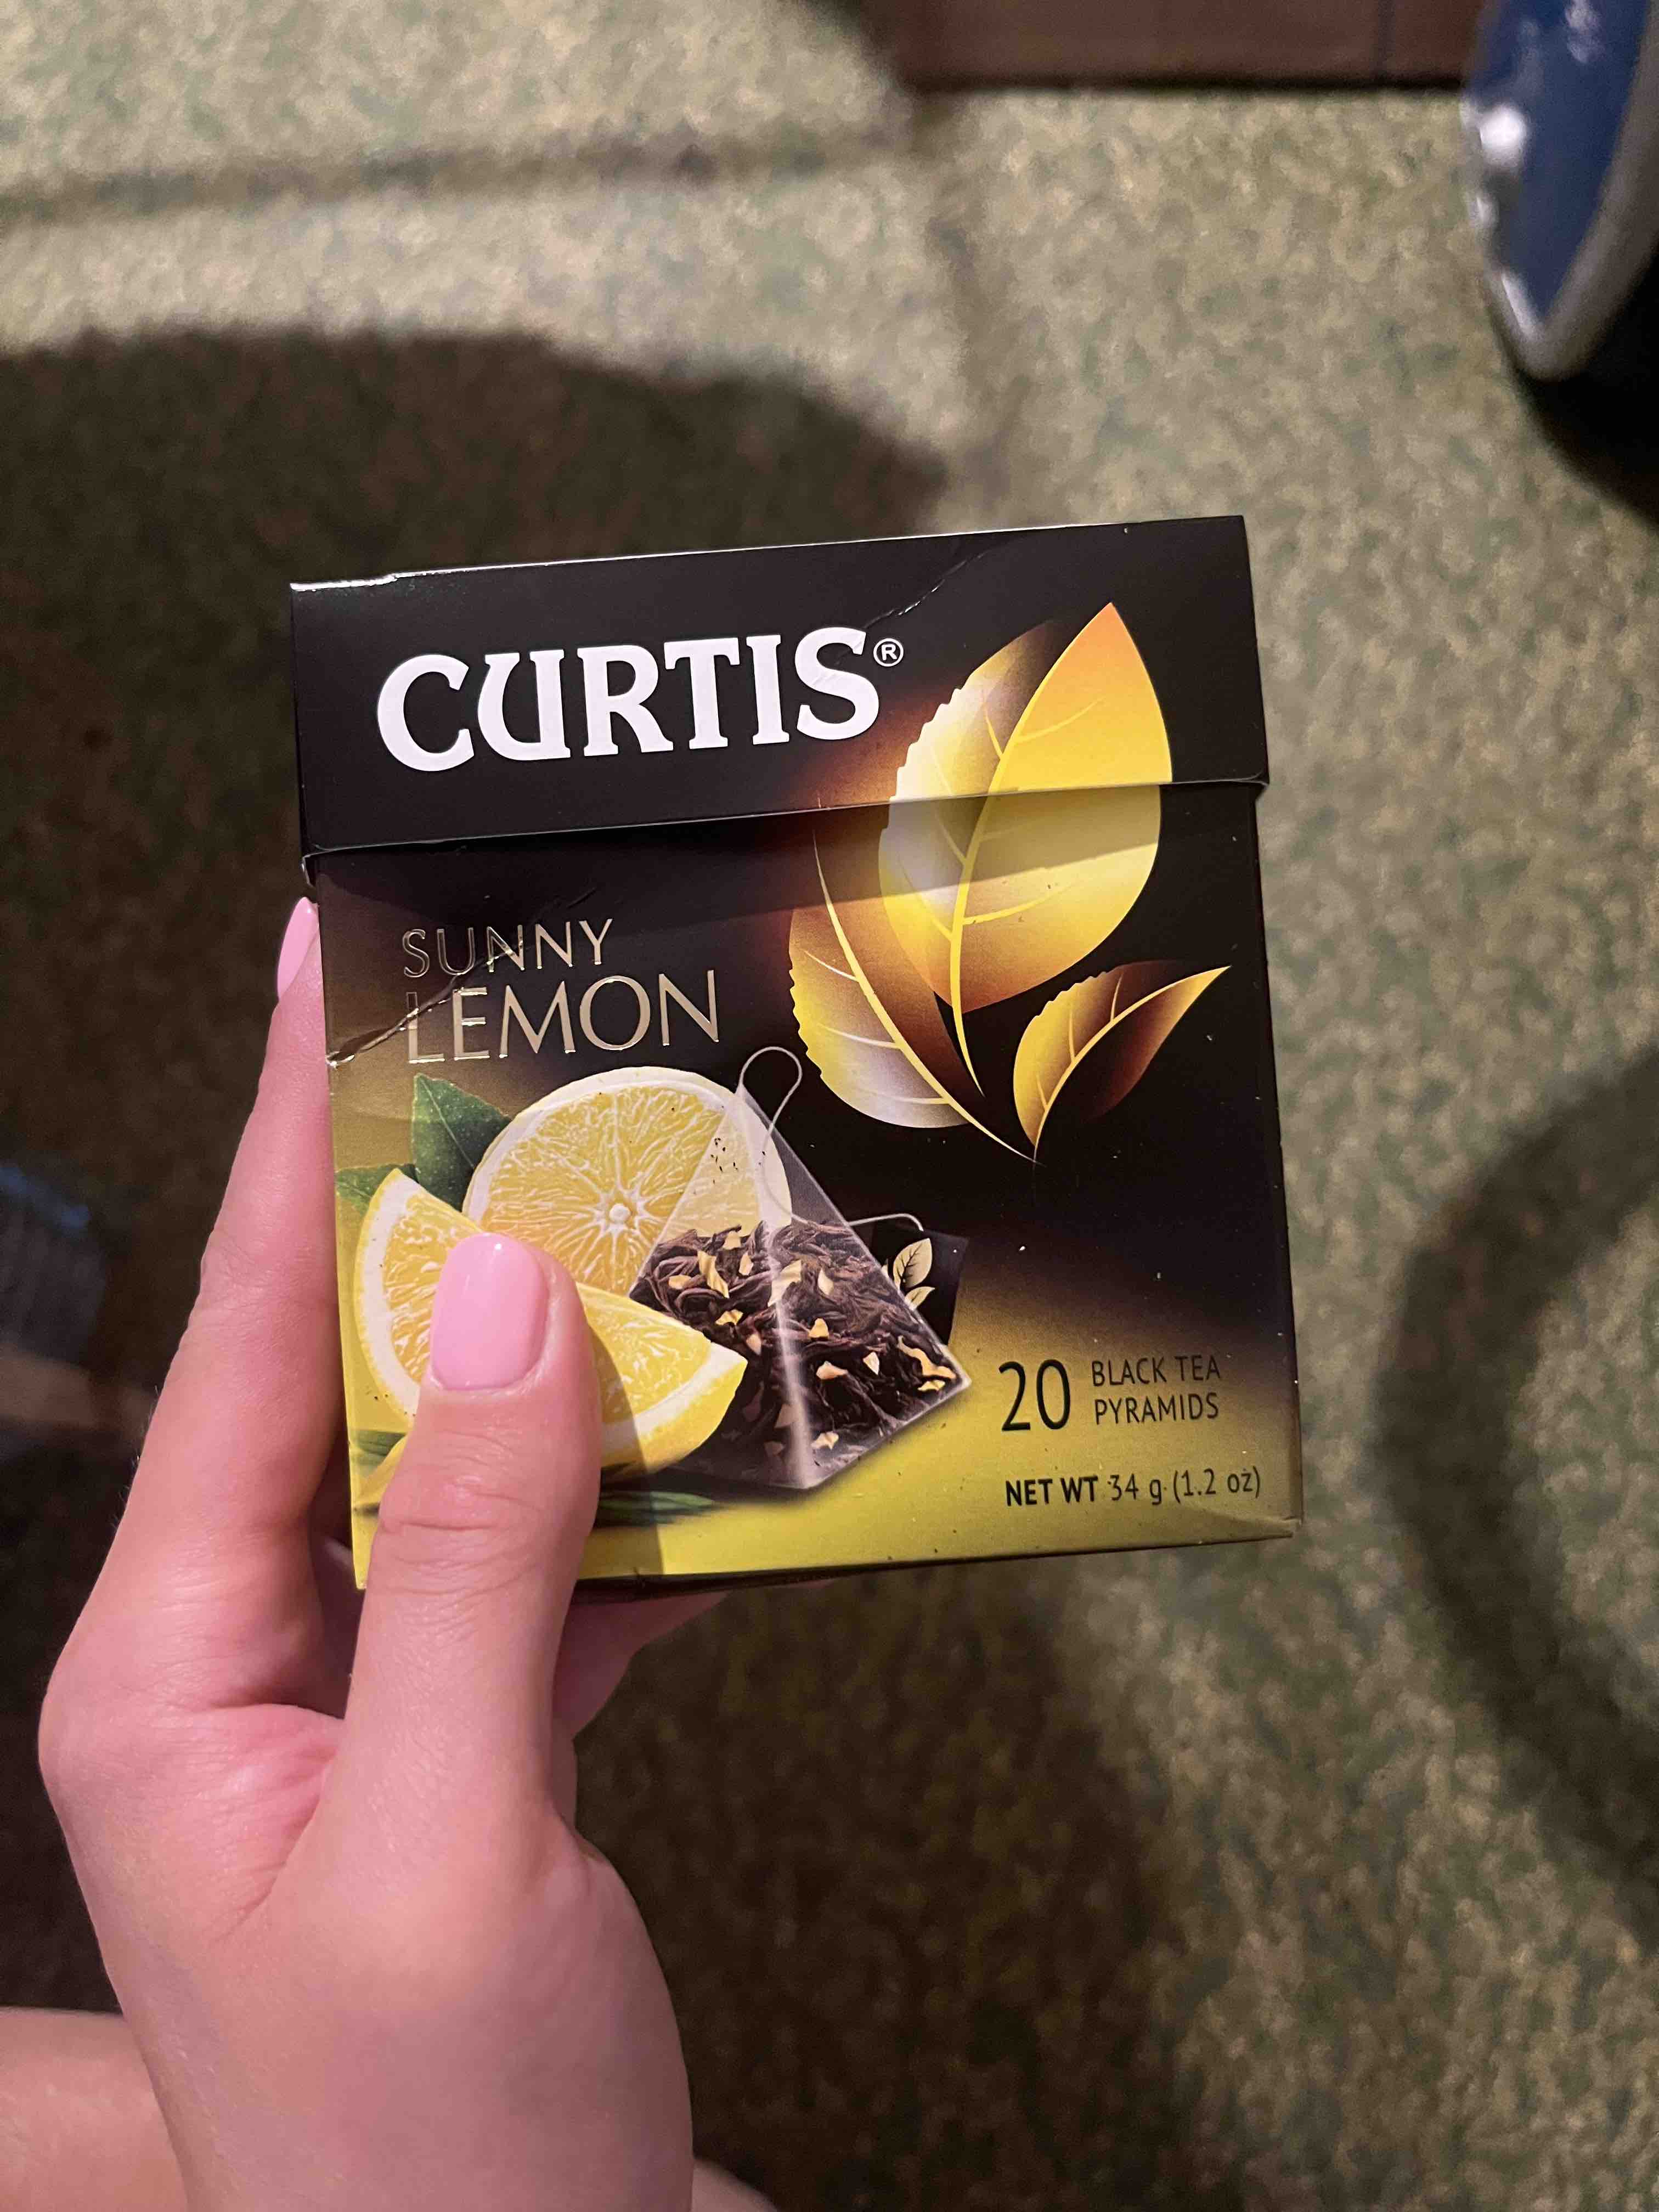 CURTIS®
SUNNY
LEMON
20 BLACK TEA
PYRAMIDS
NET WT 34 g (1.2 oz)